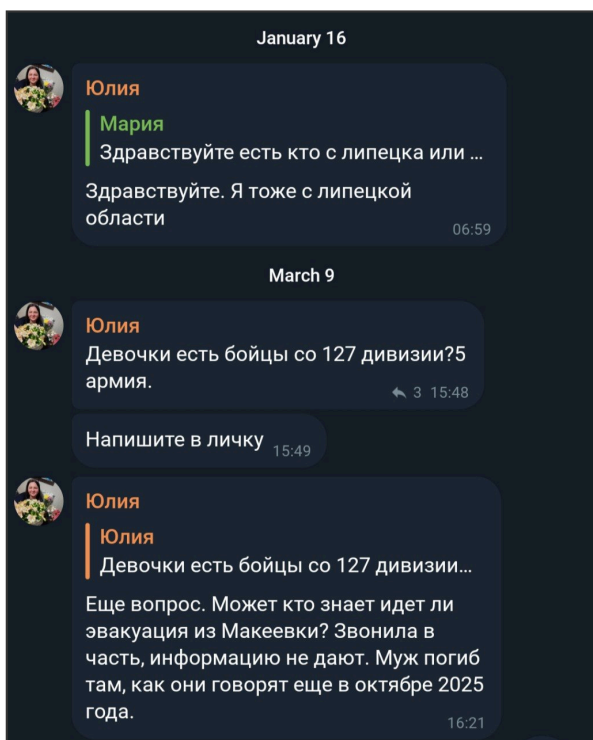 January 16
Юлия
Мария
Здравствуйте есть кто с липецка или ...
Здравствуйте. Я тоже с липецкой
области
06:59
March 9
Юлия
Девочки есть бойцы со 127 дивизии?5
армия.
3 15:48
Напишите в личку 15:49
Юлия
Юлия
Девочки есть бойцы со 127 дивизии...
Еще вопрос. Может кто знает идет ли
эвакуация из Макеевки? Звонила в
часть, информацию не дают. Муж погиб
там, как они говорят еще в октябре 2025
года.
16:21